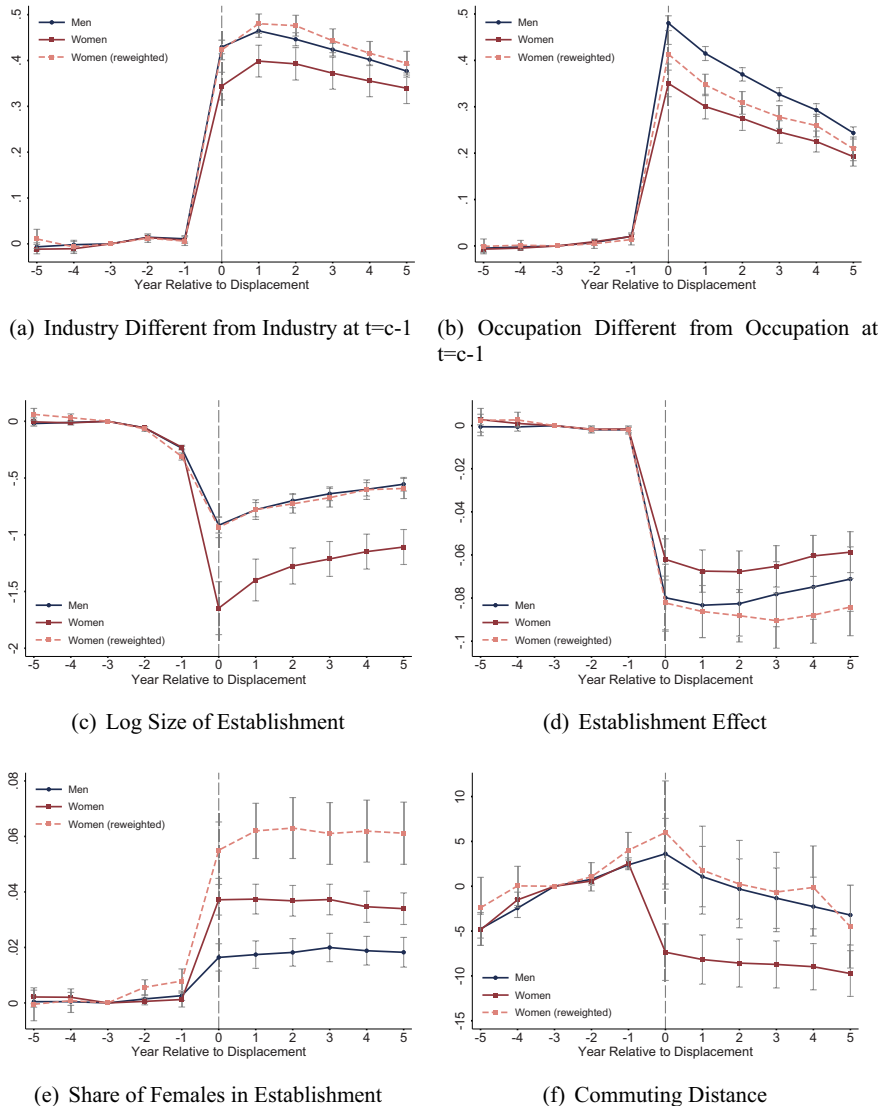 .5
.4
.3
.2
.1
0
Men
Women
Women (reweighted)
-5 -4 -3 -2 -1 0 1 2 3 4 5
Year Relative to Displacement
(a) Industry Different from Industry at t=c-1
.5
.4
.3
.2
.1
0
Men
Women
Women (reweighted)
-5 -4 -3 -2 -1 0 1 2 3 4 5
Year Relative to Displacement
(b) Occupation Different from Occupation at
t=c-1
0
-.5
-1
-1.5
-2
Men
Women
Women (reweighted)
-5 -4 -3 -2 -1 0 1 2 3 4 5
Year Relative to Displacement
(c) Log Size of Establishment
0
-.02
-.04
-.06
-.08
-.1
Men
Women
Women (reweighted)
-5 -4 -3 -2 -1 0 1 2 3 4 5
Year Relative to Displacement
(d) Establishment Effect
.08
.06
.04
.02
0
Men
Women
Women (reweighted)
-5 -4 -3 -2 -1 0 1 2 3 4 5
Year Relative to Displacement
(e) Share of Females in Establishment
10
5
0
-5
-10
-15
Men
Women
Women (reweighted)
-5 -4 -3 -2 -1 0 1 2 3 4 5
Year Relative to Displacement
(f) Commuting Distance